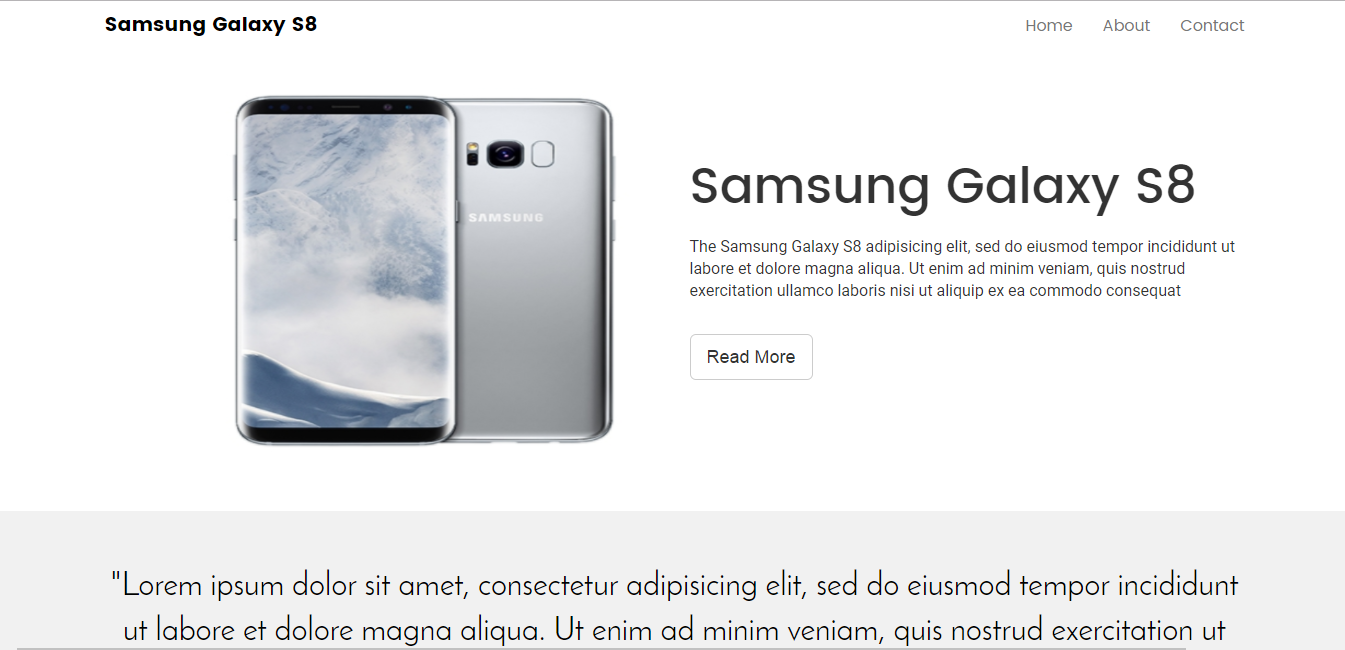 Samsung Galaxy S8
Home About Contact
SAMSUNG
Samsung Galaxy S8
The Samsung Galaxy S8 adipisicing elit, sed do eiusmod tempor incididunt ut
labore et dolore magna aliqua. Ut enim ad minim veniam, quis nostrud
exercitation ullamco laboris nisi ut aliquip ex ea commodo consequat
Read More
"Lorem ipsum dolor sit amet, consectetur adipisicing elit, sed do eiusmod tempor incididunt
ut labore et dolore magna aliqua. Ut enim ad minim veniam, quis nostrud exercitation ut